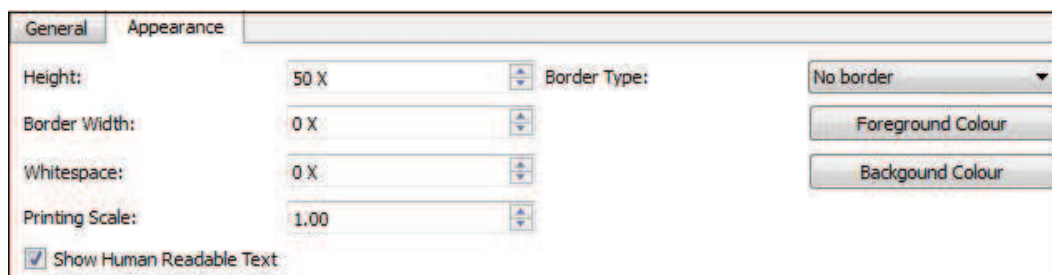 General Appearance
Height: 50 X Border Type: No border
Border Width: 0 X Foreground Colour
Whitespace: 0 X Backgound Colour
Printing Scale: 1.00
Show Human Readable Text